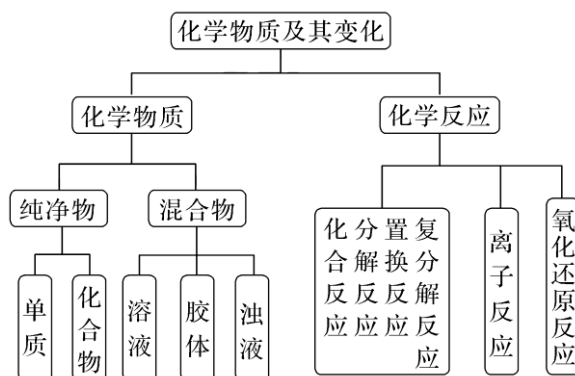 化学物质及其变化
化学物质
化学反应
纯净物
混合物
单质
化合物
溶液
胶体
浊液
化合反应
分解反应
置换反应
复分解反应
离子反应
氧化还原反应